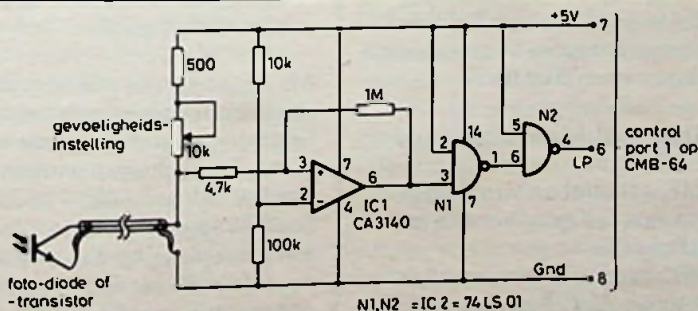 +5V
7
500
10k
1M
N2
gevoeligheids-
instelling
10k
2
14
5
4
6
6
LP
control
port 1 op
CMB-64
4,7k
3
+
7
6
3
1
2
-
4
IC1
CA3140
N1
7
100k
foto-diode of
-transistor
Gnd
8
N1,N2 = IC 2 = 74 LS 01